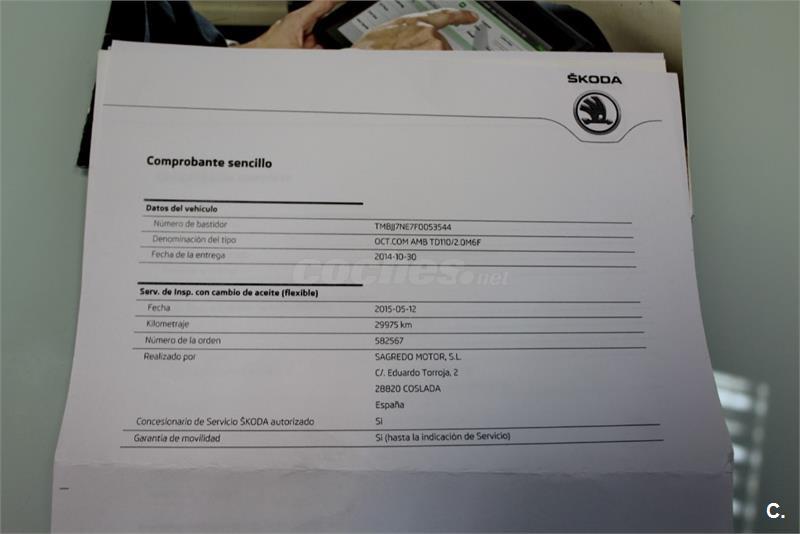 ŠKODA
Comprobante sencillo
Datos del vehículo
Número de bastidor TMBJJ7NE7F0053544
Denominación del tipo OCT.COM AMB TD110/2.0M6F
Fecha de la entrega 2014-10-30
coches.net
Serv. de Insp. con cambio de aceite (flexible)
Fecha 2015-05-12
Kilometraje 29975 km
Número de la orden 582567
Realizado por SAGREDO MOTOR, S.L.
C/. Eduardo Torroja, 2
28820 COSLADA
España
Concesionario de Servicio ŠKODA autorizado Si
Garantía de movilidad Si (hasta la indicación de Servicio)
C.